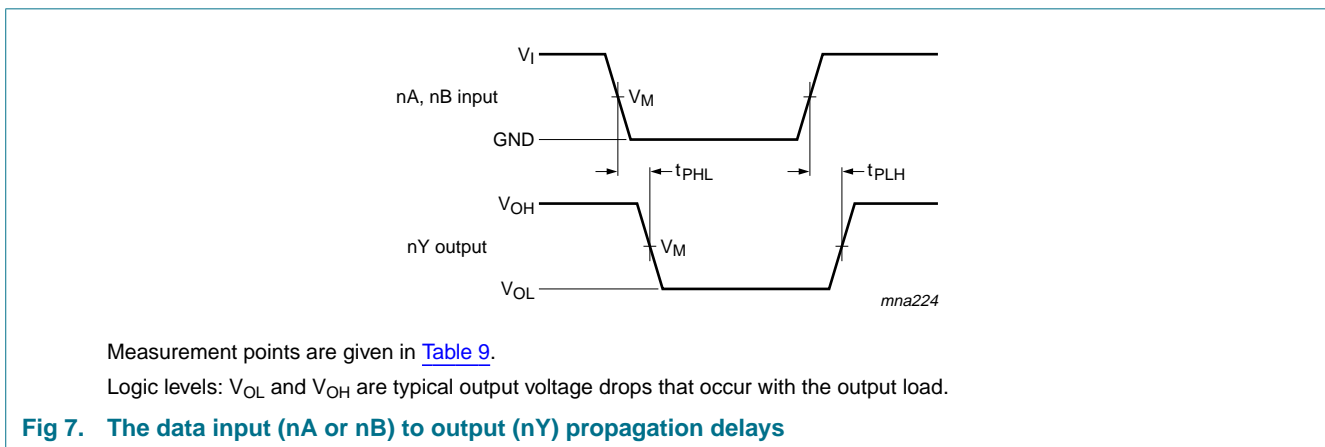 V_I
nA, nB input
V_M
GND
t_PHL
t_PLH
V_OH
nY output
V_M
V_OL
mna224
Measurement points are given in Table 9.
Logic levels: V_OL and V_OH are typical output voltage drops that occur with the output load.
Fig 7. The data input (nA or nB) to output (nY) propagation delays